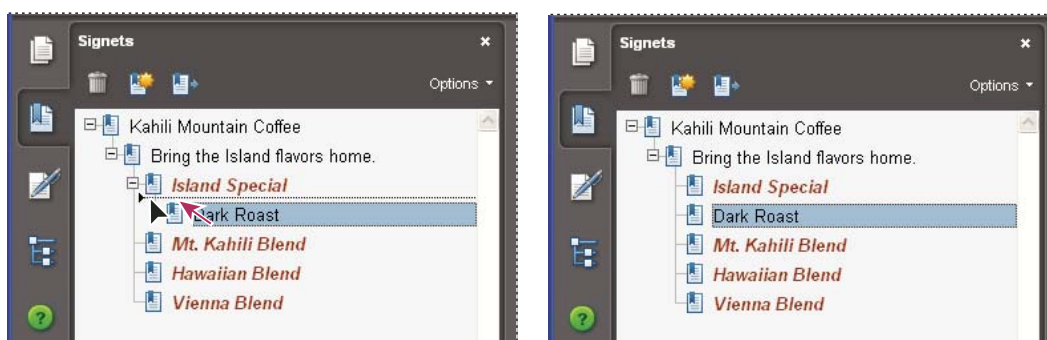 Signets
Options
Kahili Mountain Coffee
Bring the Island flavors home.
Island Special
Dark Roast
Mt. Kahili Blend
Hawaiian Blend
Vienna Blend
?
Signets
Options
Kahili Mountain Coffee
Bring the Island flavors home.
Island Special
Dark Roast
Mt. Kahili Blend
Hawaiian Blend
Vienna Blend
?